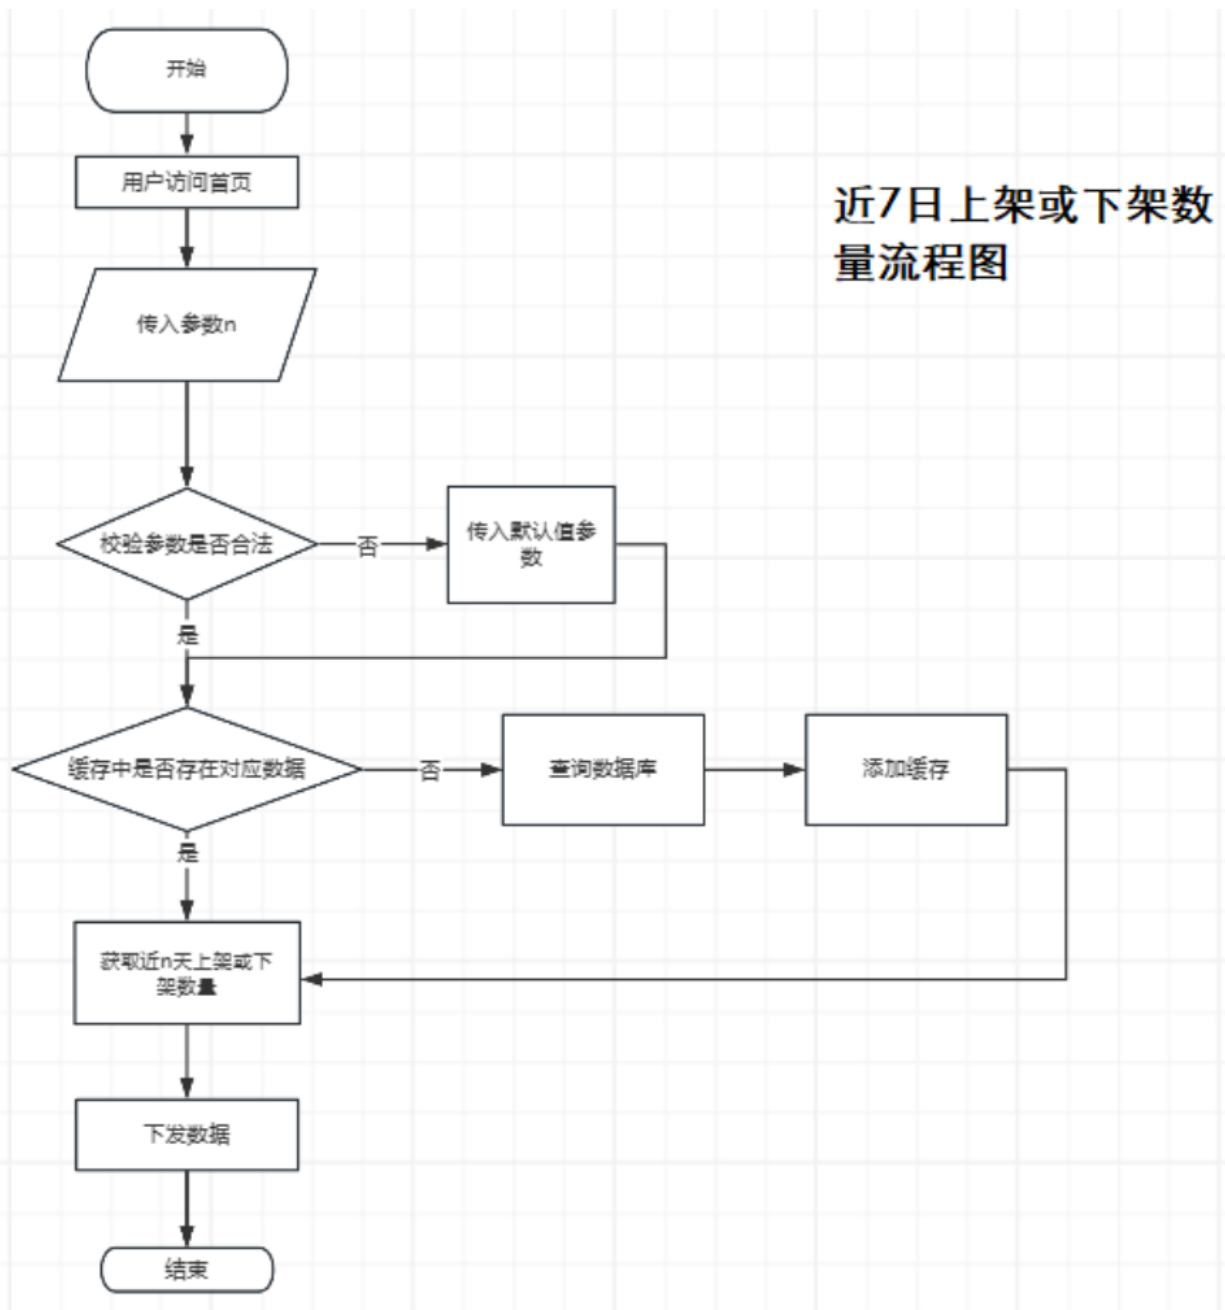 开始
用户访问首页
近7日上架或下架数
量流程图
传入参数n
校验参数是否合法
否
传入默认值参
数
是
缓存中是否存在对应数据
否
查询数据库
添加缓存
是
获取近n天上架或下
架数量
下发数据
结束